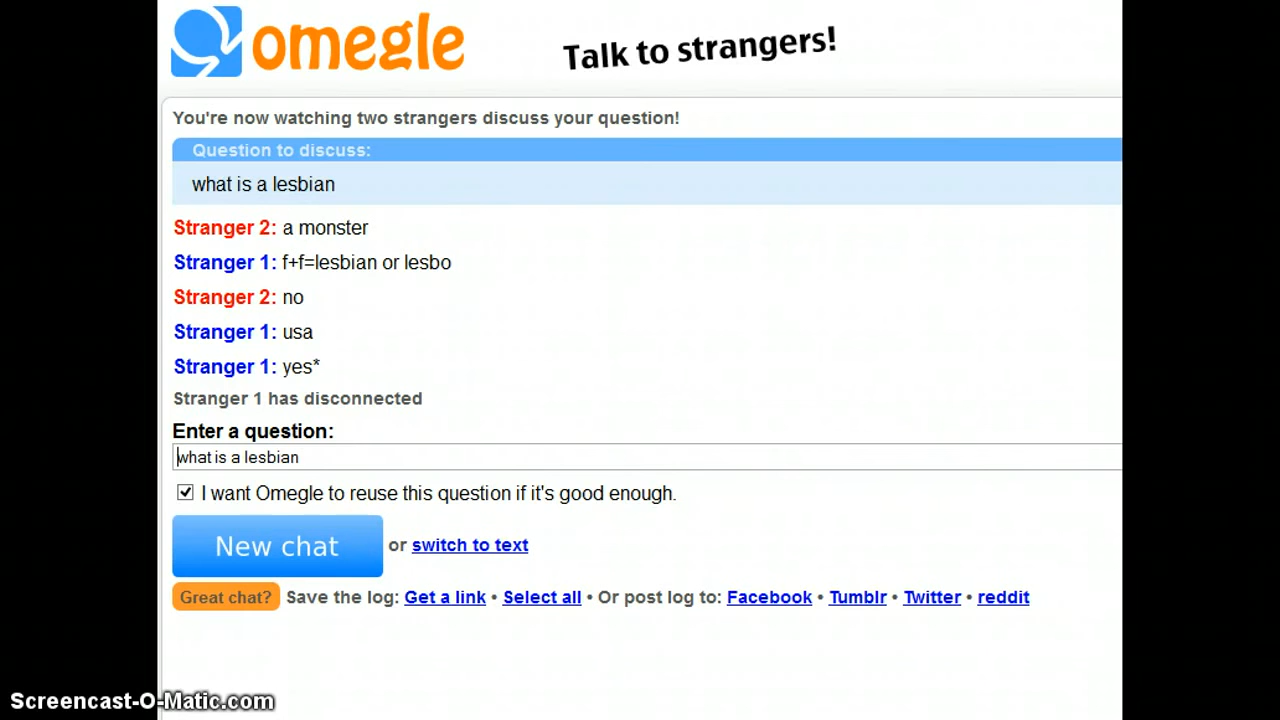 omegle Talk to strangers!
You're now watching two strangers discuss your question!
Question to discuss:
what is a lesbian
Stranger 2: a monster
Stranger 1: f+f=lesbian or lesbo
Stranger 2: no
Stranger 1: usa
Stranger 1: yes*
Stranger 1 has disconnected
Enter a question:
what is a lesbian
I want Omegle to reuse this question if it's good enough.
New chat or switch to text
Great chat? Save the log: Get a link • Select all • Or post log to: Facebook • Tumblr • Twitter • reddit
Screencast-O-Matic.com